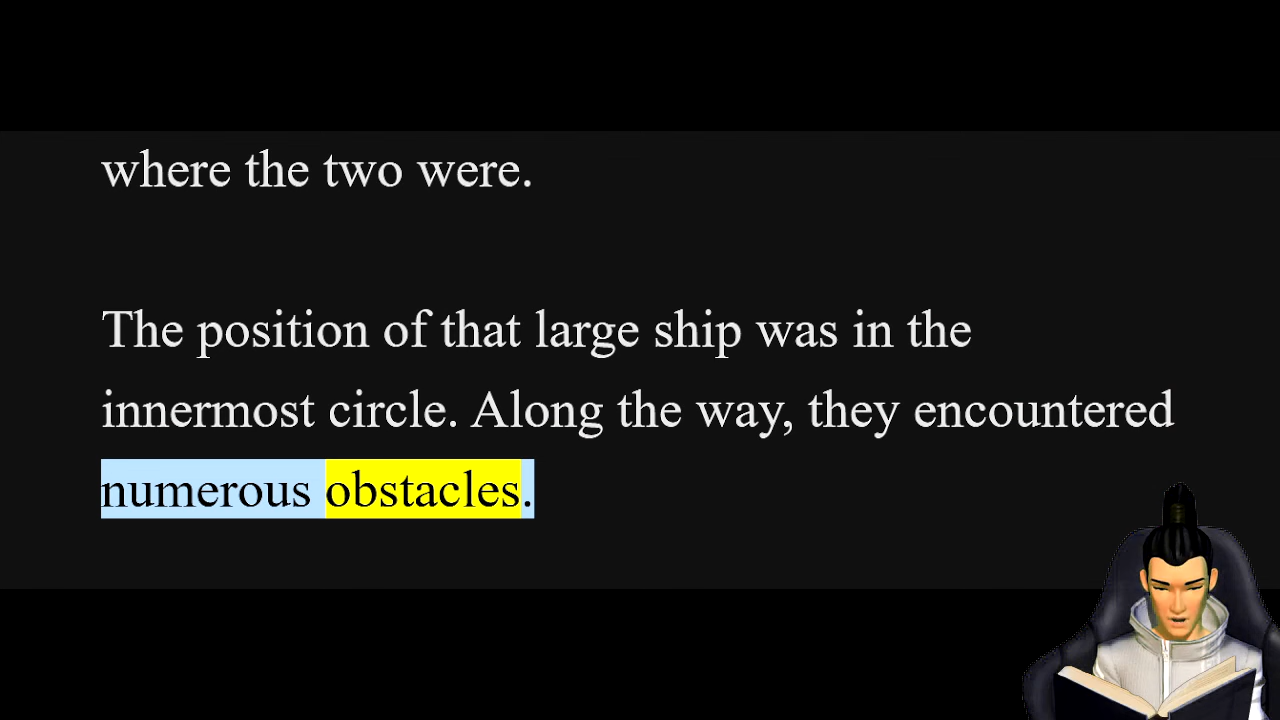 where the two were.
The position of that large ship was in the
innermost circle. Along the way, they encountered
numerous obstacles.